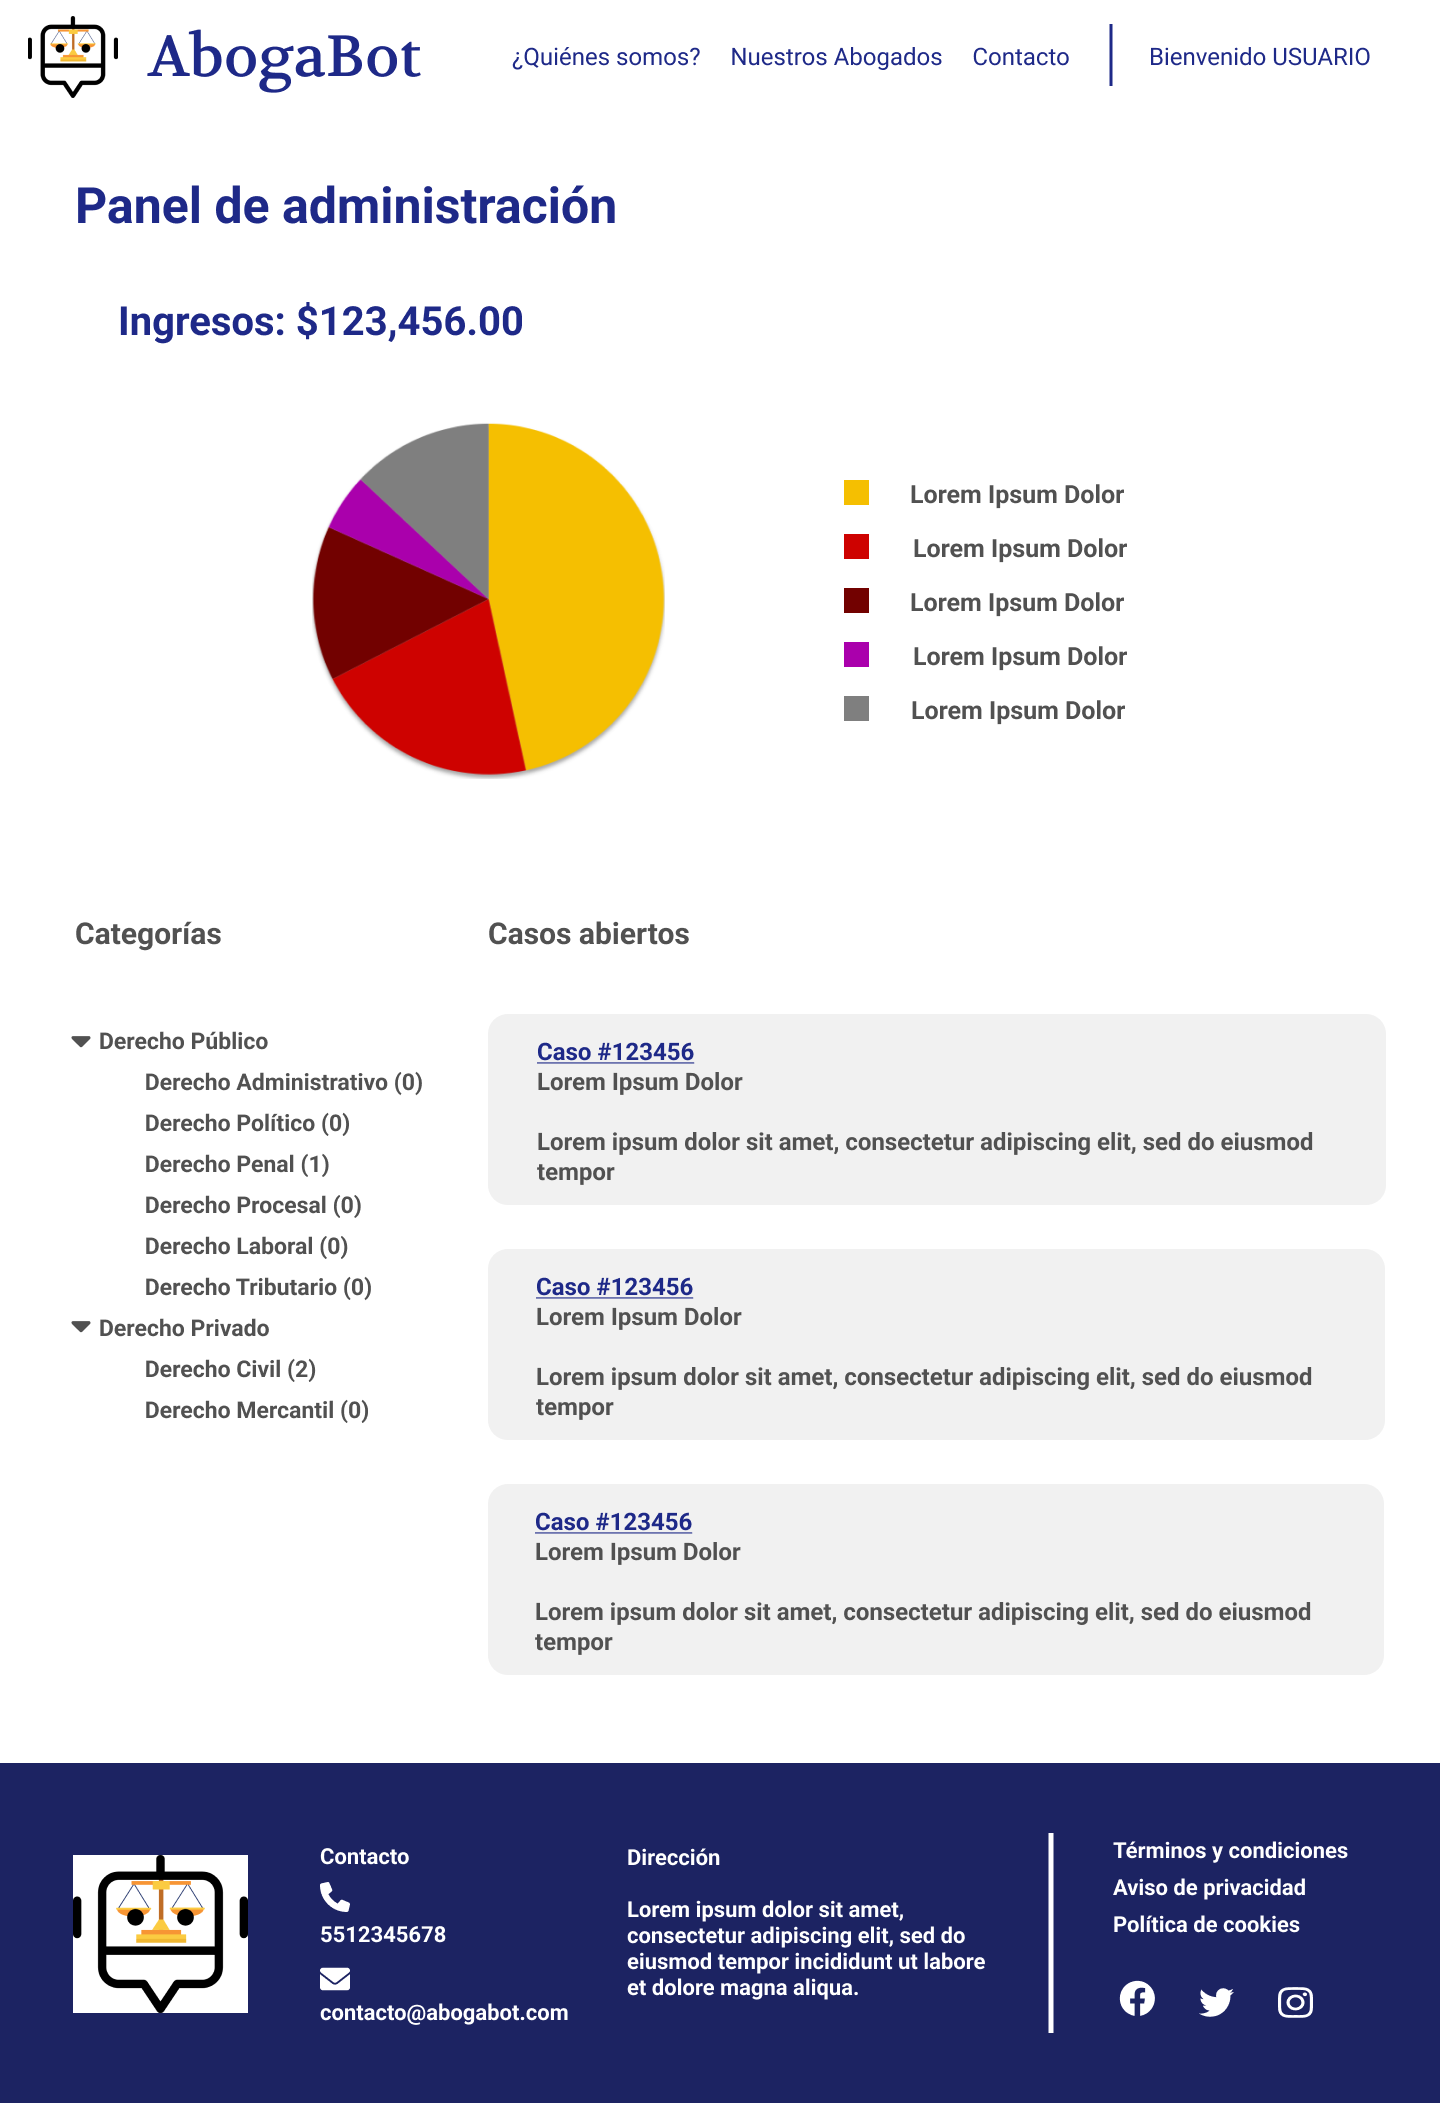 AbogaBot
¿Quiénes somos?
Nuestros Abogados
Contacto
Bienvenido USUARIO
Panel de administración
Ingresos: $123,456.00
Lorem Ipsum Dolor
Lorem Ipsum Dolor
Lorem Ipsum Dolor
Lorem Ipsum Dolor
Lorem Ipsum Dolor
Categorías
Derecho Público
Derecho Administrativo (0)
Derecho Político (0)
Derecho Penal (1)
Derecho Procesal (0)
Derecho Laboral (0)
Derecho Tributario (0)
Derecho Privado
Derecho Civil (2)
Derecho Mercantil (0)
Casos abiertos
Caso #123456
Lorem Ipsum Dolor
Lorem ipsum dolor sit amet, consectetur adipiscing elit, sed do eiusmod
tempor
Caso #123456
Lorem Ipsum Dolor
Lorem ipsum dolor sit amet, consectetur adipiscing elit, sed do eiusmod
tempor
Caso #123456
Lorem Ipsum Dolor
Lorem ipsum dolor sit amet, consectetur adipiscing elit, sed do eiusmod
tempor
Contacto
5512345678
contacto@abogabot.com
Dirección
Lorem ipsum dolor sit amet,
consectetur adipiscing elit, sed do
eiusmod tempor incididunt ut labore
et dolore magna aliqua.
Términos y condiciones
Aviso de privacidad
Política de cookies